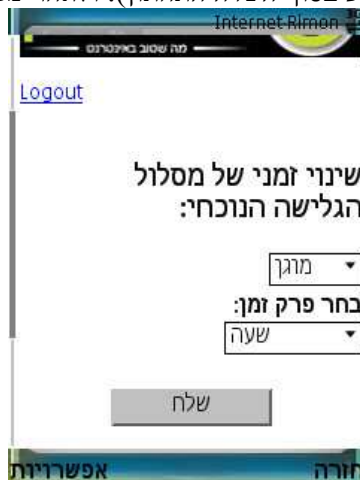 Internet Rimon
מה שטוב באינטרנט
Logout
שינוי זמני של מסלול
הגלישה הנוכחי:
מוגן
בחר פרק זמן:
שעה
שלח
אפשרויות
חזרה